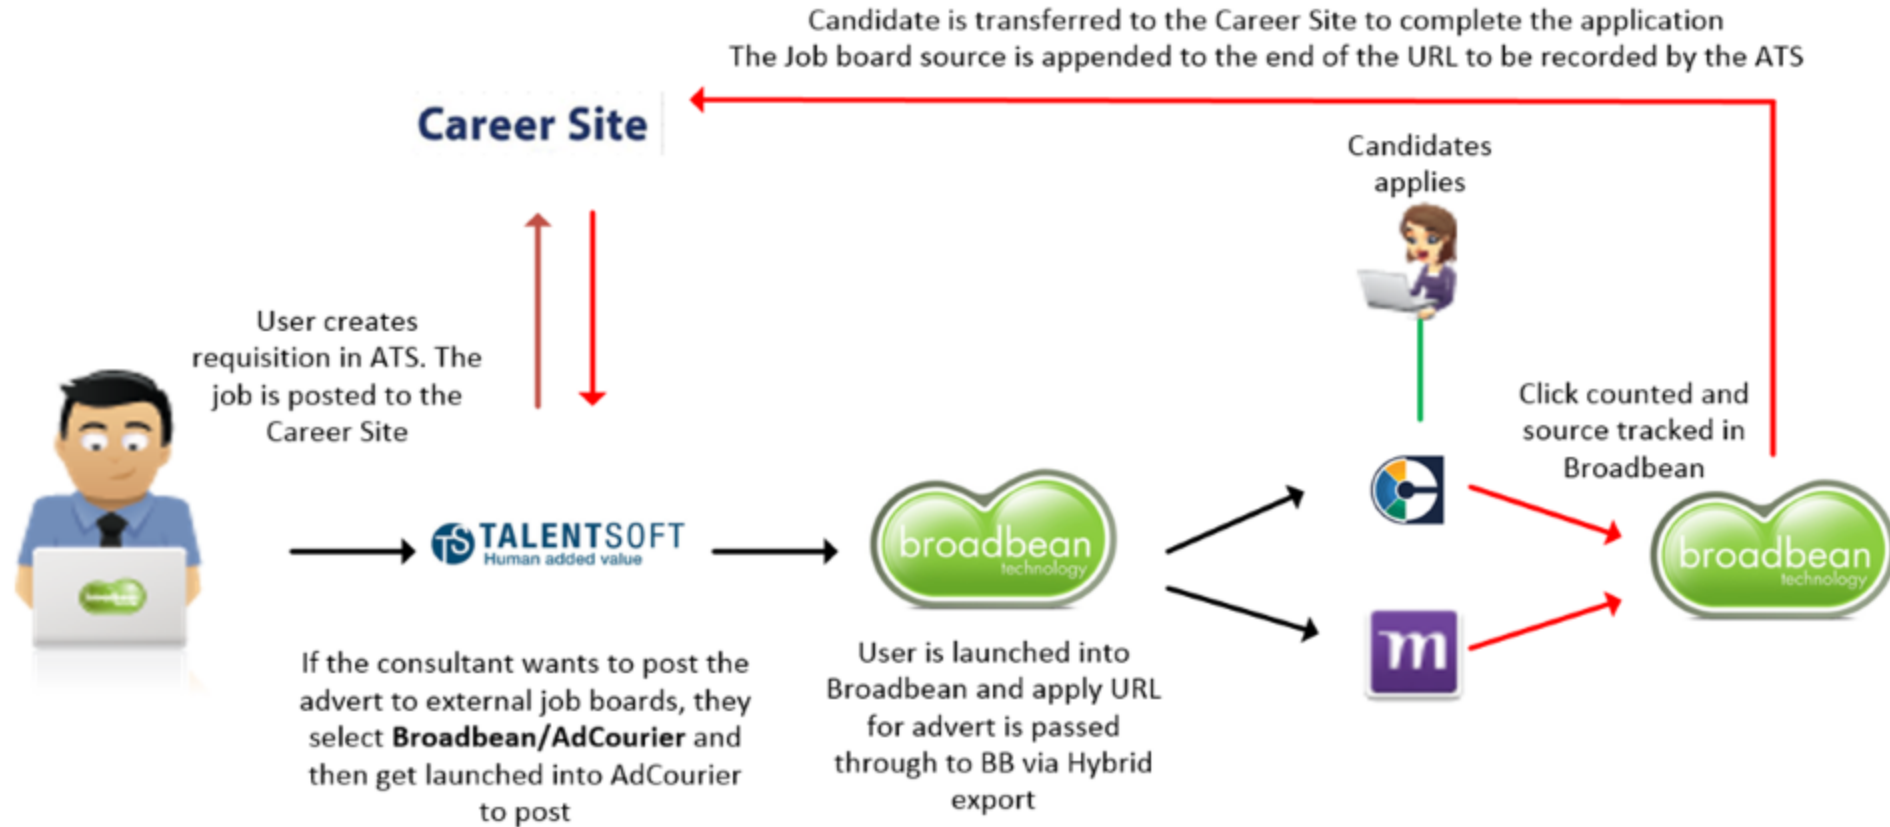 Candidate is transferred to the Career Site to complete the application
The Job board source is appended to the end of the URL to be recorded by the ATS
Career Site
Candidates
applies
User creates
requisition in ATS. The
job is posted to the
Career Site
Click counted and
source tracked in
Broadbean
TS TALENTSOFT
Human added value
broadbean
technology
m
broadbean
technology
If the consultant wants to post the
advert to external job boards, they
select Broadbean/AdCourier and
then get launched into AdCourier
to post
User is launched into
Broadbean and apply URL
for advert is passed
through to BB via Hybrid
export